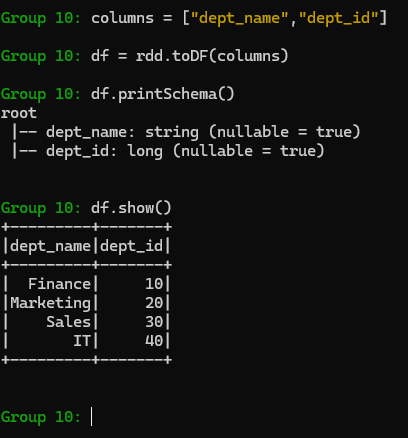 Group 10: columns = ["dept_name","dept_id"]
Group 10: df = rdd.toDF(columns)
Group 10: df.printSchema()
root
 |-- dept_name: string (nullable = true)
 |-- dept_id: long (nullable = true)
Group 10: df.show()
+---------+-------+
|dept_name|dept_id|
+---------+-------+
|  Finance|     10|
|Marketing|     20|
|    Sales|     30|
|       IT|     40|
+---------+-------+
Group 10: